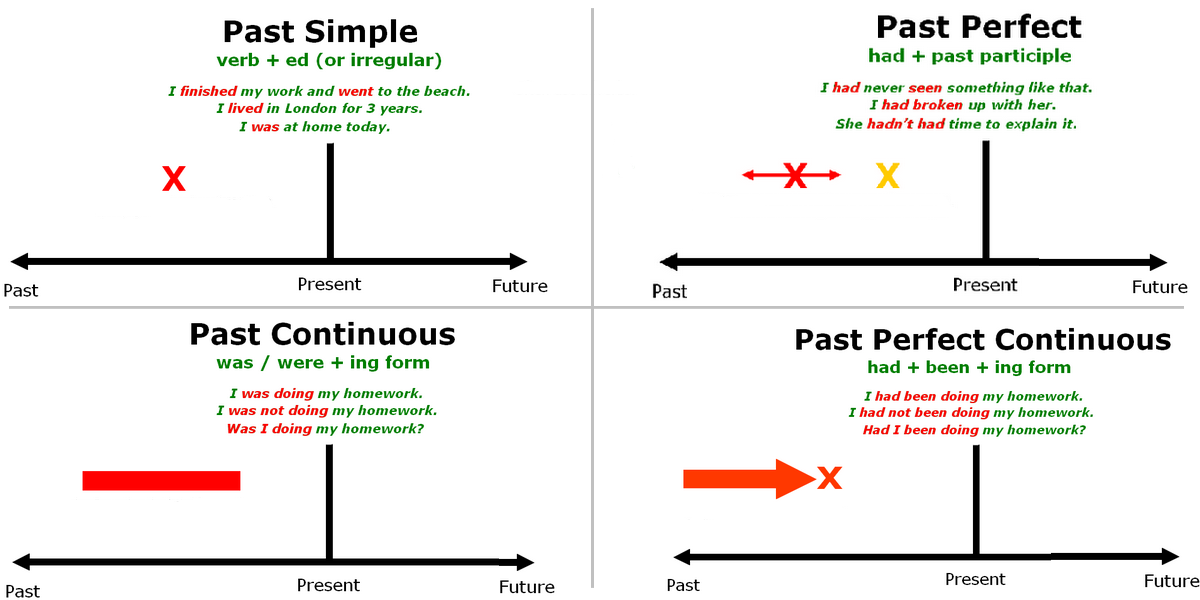 Past Simple
verb + ed (or irregular)
I finished my work and went to the beach.
I lived in London for 3 years.
I was at home today.
X
Past
Present
Future
Past Perfect
had + past participle
I had never seen something like that.
I had broken up with her.
She hadn't had time to explain it.
X X
Past
Present
Future
Past Continuous
was / were + ing form
I was doing my homework.
I was not doing my homework.
Was I doing my homework?
Past
Present
Future
Past Perfect Continuous
had + been + ing form
I had been doing my homework.
I had not been doing my homework.
Had I been doing my homework?
X
Past
Present
Future